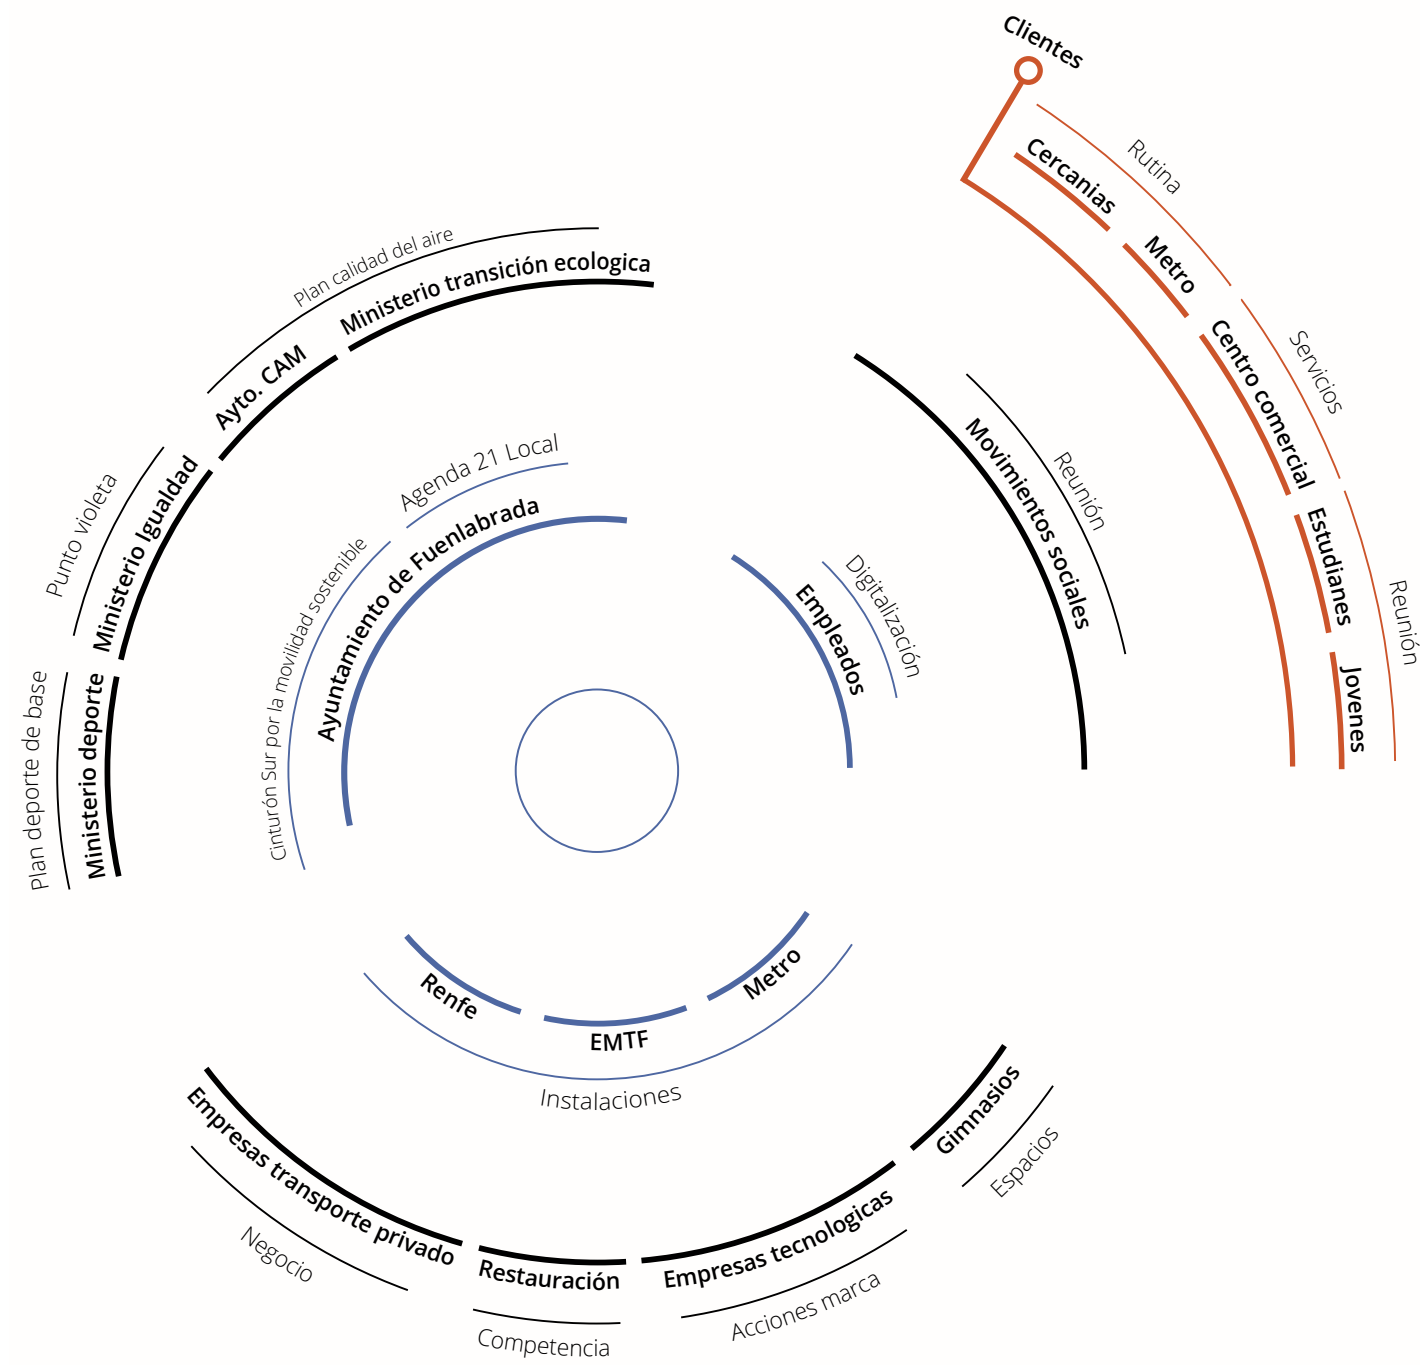 Clientes
Rutina
Cercanias
Metro
Servicios
Centro comercial
Reunión
Estudianes
Jovenes
Reunión
Movimientos sociales
Plan calidad del aire
Ministerio transición ecologica
Ayto. CAM
Punto violeta
Ministerio Igualdad
Plan deporte de base
Ministerio deporte
Agenda 21 Local
Cinturón Sur por la movilidad sostenible
Ayuntamiento de Fuenlabrada
Digitalización
Empleados
Renfe
EMTF
Metro
Instalaciones
Empresas transporte privado
Negocio
Restauración
Competencia
Empresas tecnologicas
Acciones marca
Gimnasios
Espacios